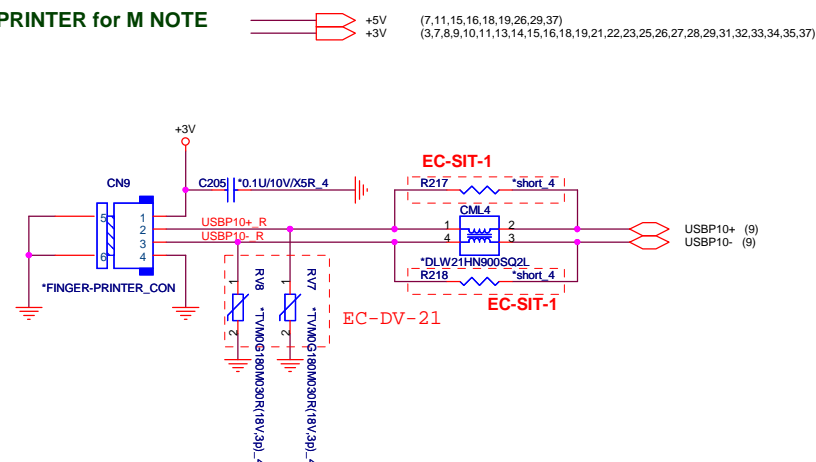 PRINTER for M NOTE
+5V (7,11,15,16,18,19,26,29,37)
+3V (3,7,8,9,10,11,13,14,15,16,18,19,21,22,23,25,26,27,28,29,31,32,33,34,35,37)
+3V
EC-SIT-1
CN9
C205 *0.1U/10V/X5R_4
R217 *short_4
CML4
5
1
2
3
4
6
USBP10+_R
USBP10-_R
1 2
4 3
USBP10+ (9)
USBP10- (9)
*DLW21HN900SQ2L
R218 *short_4
EC-SIT-1
*FINGER-PRINTER_CON
1
2
RV8
*TVM0G180M030R(18V,3p)_4
1
2
RV7
*TVM0G180M030R(18V,3p)_4
EC-DV-21